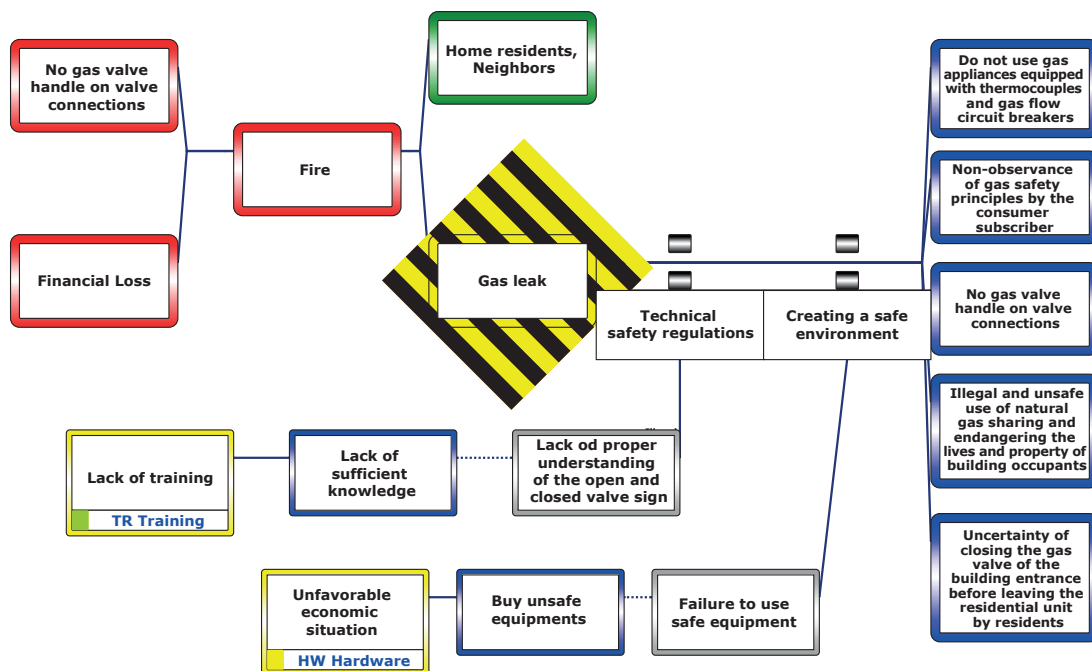 No gas valve
handle on valve
connections
Home residents,
Neighbors
Do not use gas
appliances equipped
with thermocouples
and gas flow
circuit breakers
Fire
Non-observance
of gas safety
principles by the
consumer
subscriber
Financial Loss
Gas leak
Technical
safety regulations
Creating a safe
environment
No gas valve
handle on valve
connections
Illegal and unsafe
use of natural
gas sharing and
endangering the
lives and property of
building occupants
Lack of training
TR Training
Lack of
sufficient
knowledge
Lack od proper
understanding
of the open and
closed valve sign
Uncertainty of
closing the gas
valve of the
building entrance
before leaving the
residential unit
by residents
Unfavorable
economic
situation
HW Hardware
Buy unsafe
equipments
Failure to use
safe equipment